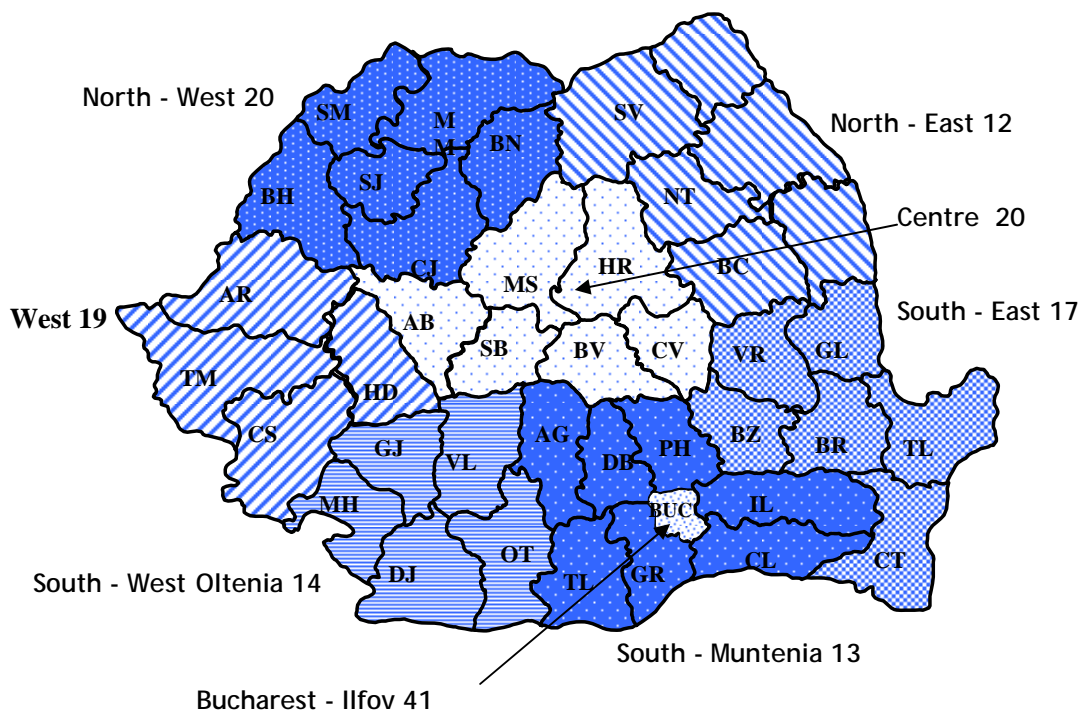 North - West 20
SM
M
M
BN
SV
North - East 12
BH
SJ
NT
Centre 20
CJ
MS
HR
BC
AR
West 19
AB
SB
BV
CV
VR
GL
South - East 17
TM
HD
CS
GJ
VL
AG
DB
PH
BZ
BR
TL
MH
BUC
IL
OT
DJ
TL
GR
CL
CT
South - West Oltenia 14
South - Muntenia 13
Bucharest - Ilfov 41